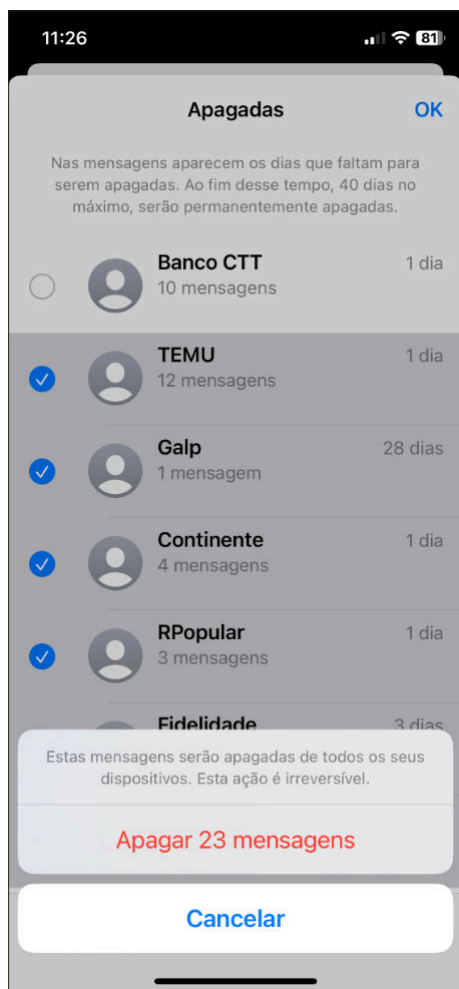 11:26
81
Apagadas
OK
Nas mensagens aparecem os dias que faltam para
serem apagadas. Ao fim desse tempo, 40 dias no
máximo, serão permanentemente apagadas.
Banco CTT
1 dia
10 mensagens
TEMU
1 dia
12 mensagens
Galp
28 dias
1 mensagem
Continente
1 dia
4 mensagens
RPopular
1 dia
3 mensagens
Fidelidade
3 dias
Estas mensagens serão apagadas de todos os seus
dispositivos. Esta ação é irreversível.
Apagar 23 mensagens
Cancelar